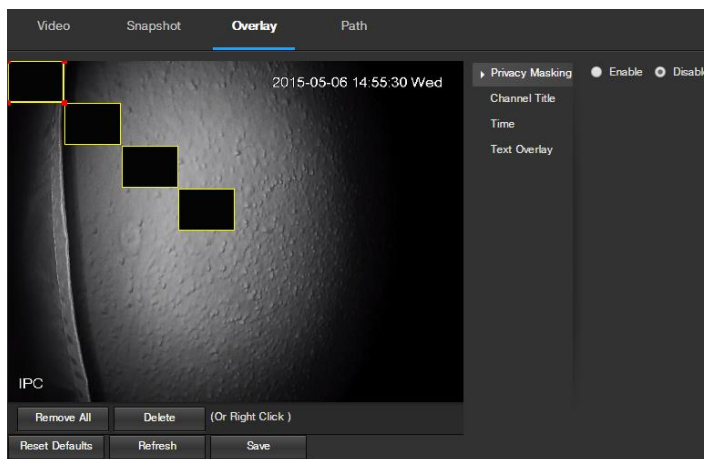 Video Snapshot Overlay Path
2015-05-06 14:55:30 Wed
Privacy Masking Enable Disabl
Channel Title
Time
Text Overlay
IPC
Remove All Delete (Or Right Click )
Reset Defaults Refresh Save